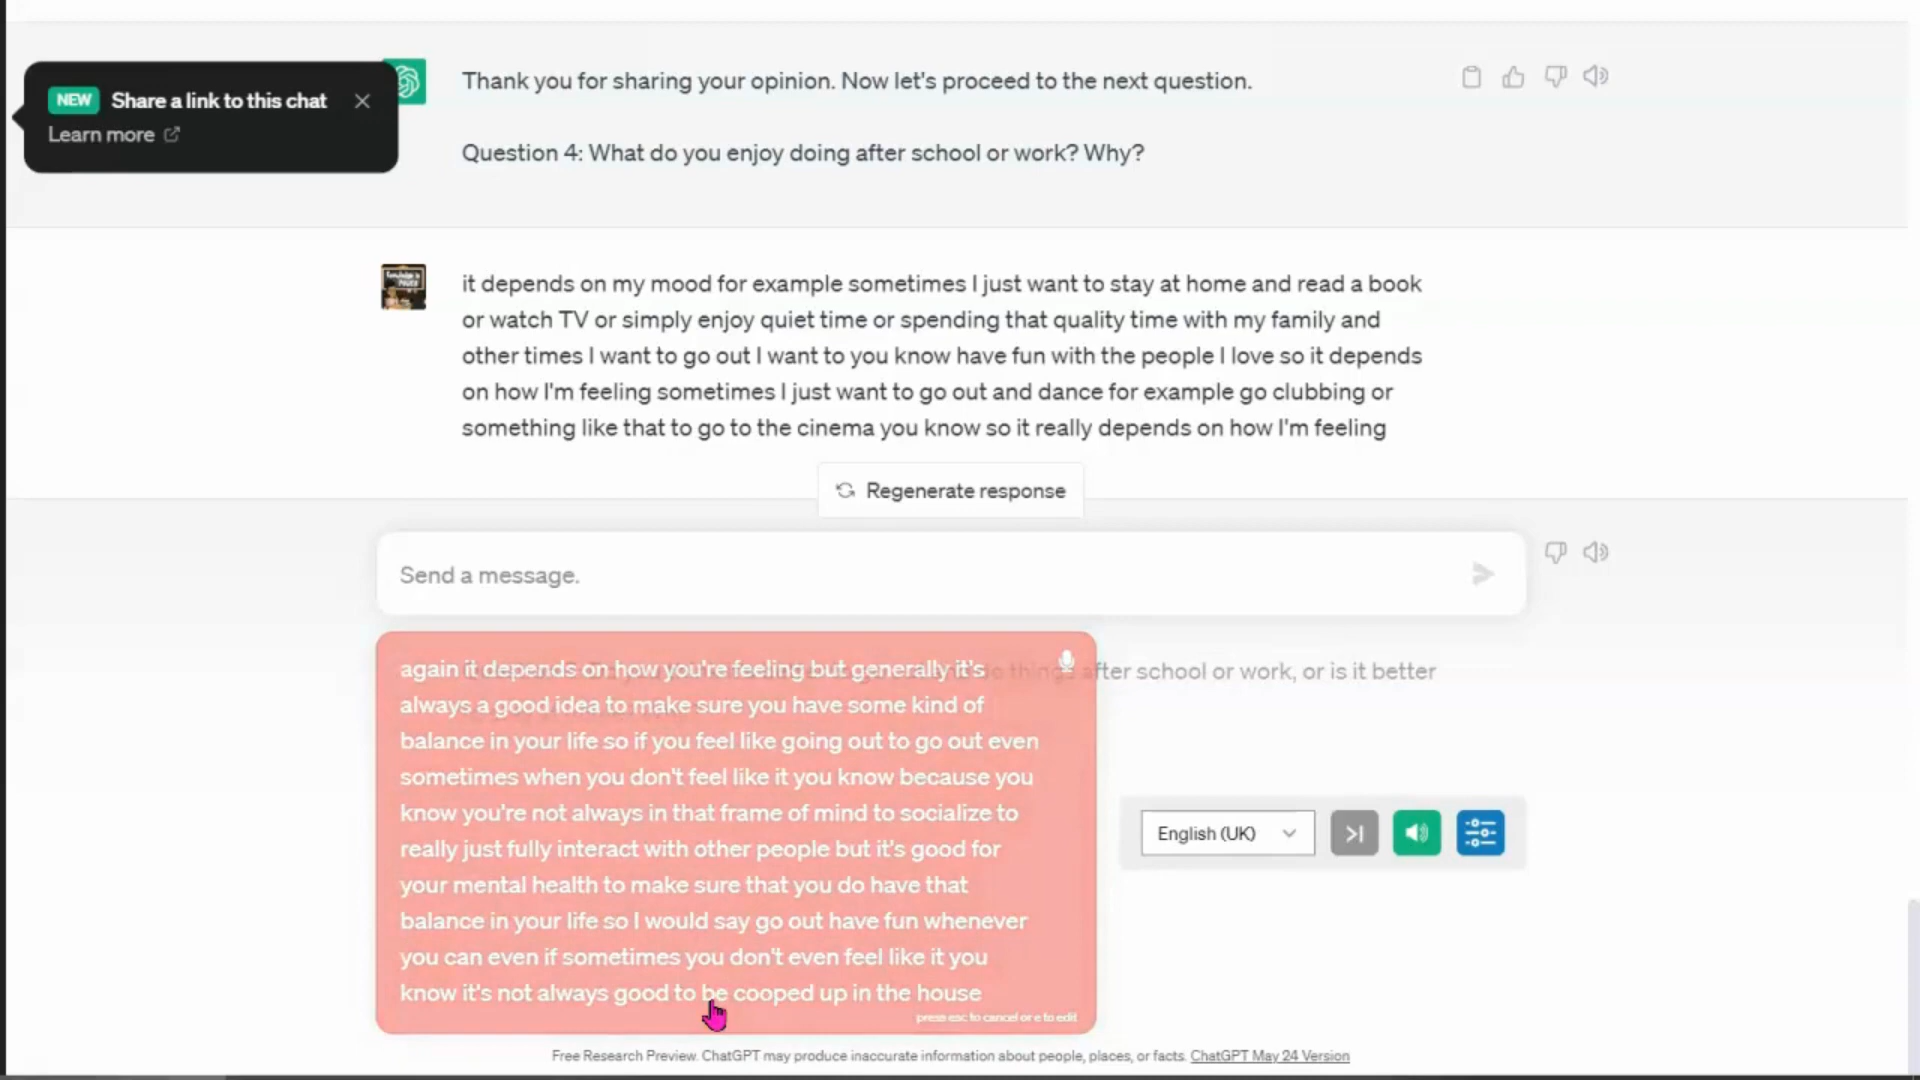 Thank you for sharing your opinion. Now let's proceed to the next question.
NEW Share a link to this chat
Learn more
Question 4: What do you enjoy doing after school or work? Why?
it depends on my mood for example sometimes I just want to stay at home and read a book
or watch TV or simply enjoy quiet time or spending that quality time with my family and
other times I want to go out I want to you know have fun with the people I love so it depends
on how I'm feeling sometimes I just want to go out and dance for example go clubbing or
something like that to go to the cinema you know so it really depends on how I'm feeling
Regenerate response
Send a message.
after school or work, or is it better
again it depends on how you're feeling but generally it's
always a good idea to make sure you have some kind of
balance in your life so if you feel like going out to go out even
sometimes when you don't feel like it you know because you
know you're not always in that frame of mind to socialize to
really just fully interact with other people but it's good for
your mental health to make sure that you do have that
balance in your life so I would say go out have fun whenever
you can even if sometimes you don't even feel like it you
know it's not always good to be cooped up in the house
press esc to cancel or e to edit
English (UK)
Free Research Preview. ChatGPT may produce inaccurate information about people, places, or facts. ChatGPT May 24 Version